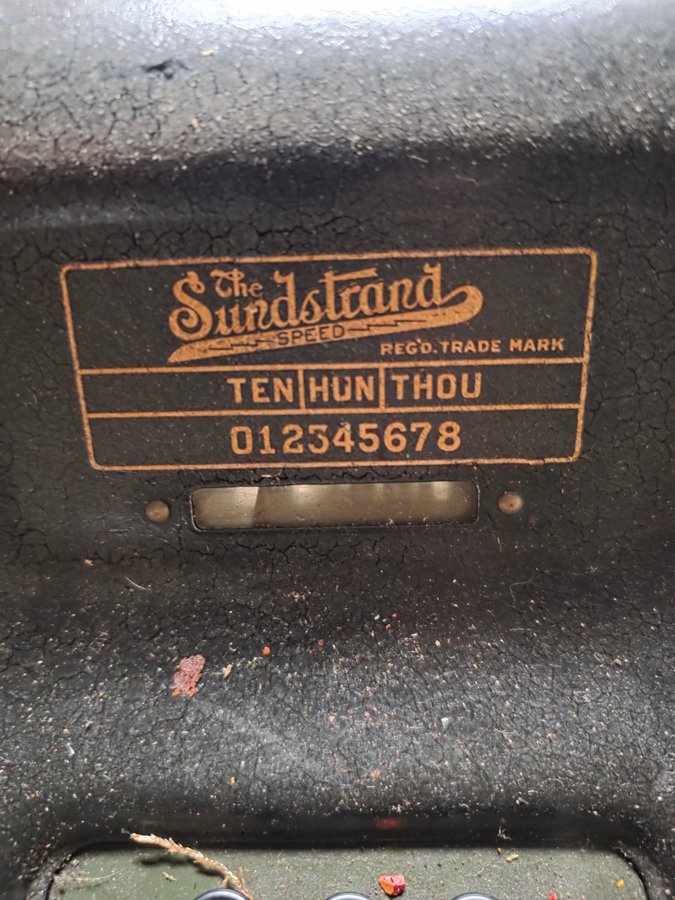 The
Sundstrand
SPEED
REG'D. TRADE MARK
TEN HUN THOU
012345678